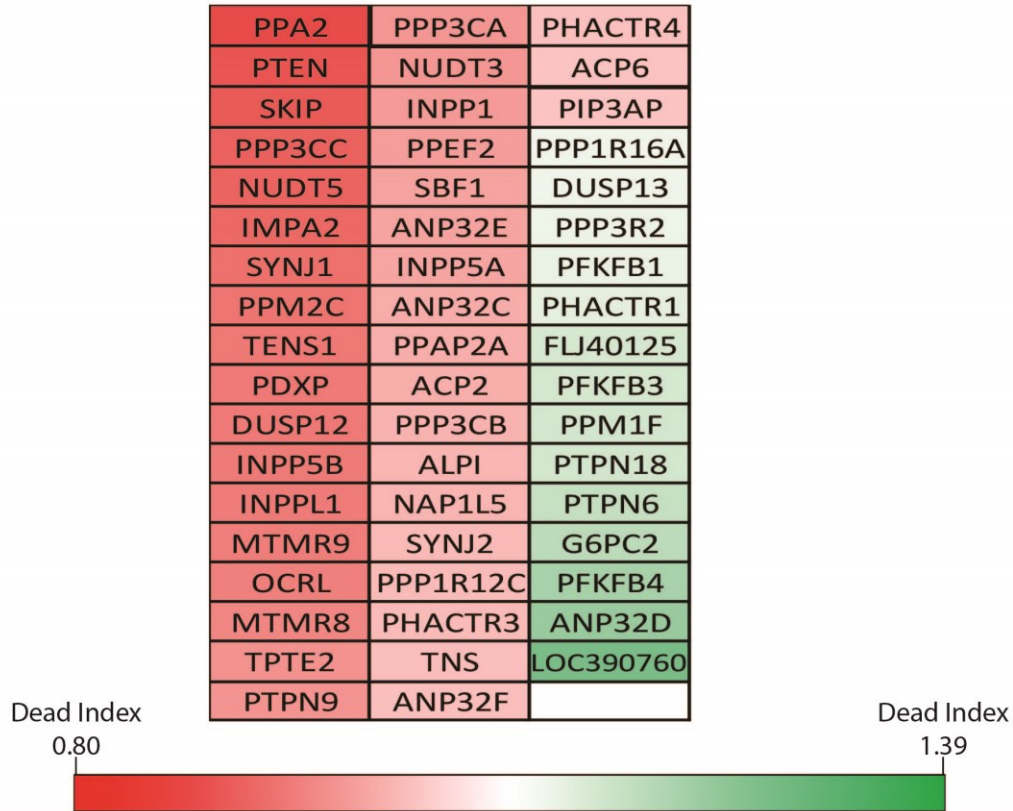 PPA2 PPP3CA PHACTR4
PTEN NUDT3 ACP6
SKIP INPP1 PIP3AP
PPP3CC PPEF2 PPP1R16A
NUDT5 SBF1 DUSP13
IMPA2 ANP32E PPP3R2
SYNJ1 INPP5A PFKFB1
PPM2C ANP32C PHACTR1
TENS1 PPAP2A FLJ40125
PDXP ACP2 PFKFB3
DUSP12 PPP3CB PPM1F
INPP5B ALPI PTPN18
INPPL1 NAP1L5 PTPN6
MTMR9 SYNJ2 G6PC2
OCRL PPP1R12C PFKFB4
MTMR8 PHACTR3 ANP32D
TPTE2 TNS LOC390760
PTPN9 ANP32F
Dead Index Dead Index
0.80 1.39